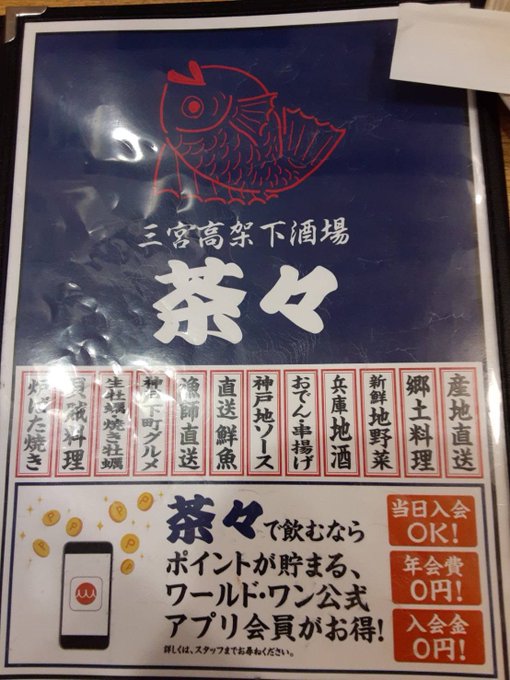 三宮高架下酒場
茶々
産地直送
郷土料理
新鮮地野菜
兵庫地酒
おでん・串揚げ
神戸地ソース
直送鮮魚
漁師直送
神戸下町グルメ
生牡蠣・焼き牡蠣
貝類料理
炉ばた焼き
茶々で飲むなら
ポイントが貯まる、
ワールド・ワン公式
アプリ会員がお得!
詳しくは、スタッフまでお尋ねください。
当日入会
OK!
年会費
0円!
入会金
0円!